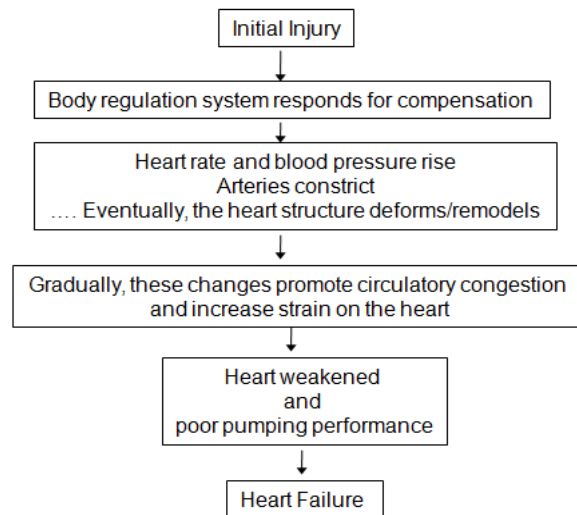 Initial Injury
Body regulation system responds for compensation
Heart rate and blood pressure rise
Arteries constrict
.... Eventually, the heart structure deforms/remodels
Gradually, these changes promote circulatory congestion
and increase strain on the heart
Heart weakened
and
poor pumping performance
Heart Failure